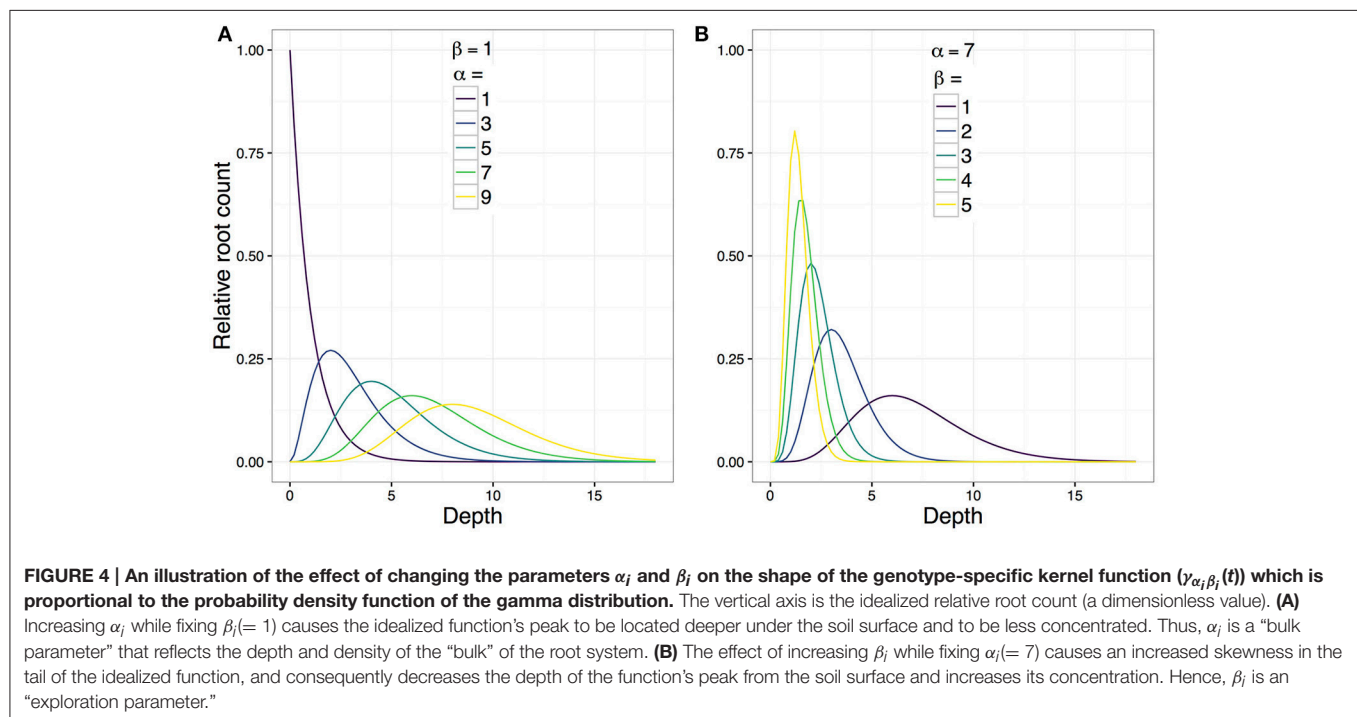 A
β = 1
α =
1
3
5
7
9
1.00
0.75
0.50
0.25
0.00
Relative root count
0 5 10 15
Depth
B
α = 7
β =
1
2
3
4
5
1.00
0.75
0.50
0.25
0.00
0 5 10 15
Depth
FIGURE 4 | An illustration of the effect of changing the parameters αᵢ and βᵢ on the shape of the genotype-specific kernel function (γαᵢβᵢ(t)) which is
proportional to the probability density function of the gamma distribution. The vertical axis is the idealized relative root count (a dimensionless value). (A)
Increasing αᵢ while fixing βᵢ(= 1) causes the idealized function's peak to be located deeper under the soil surface and to be less concentrated. Thus, αᵢ is a "bulk
parameter" that reflects the depth and density of the "bulk" of the root system. (B) The effect of increasing βᵢ while fixing αᵢ(= 7) causes an increased skewness in the
tail of the idealized function, and consequently decreases the depth of the function's peak from the soil surface and increases its concentration. Hence, βᵢ is an
"exploration parameter."